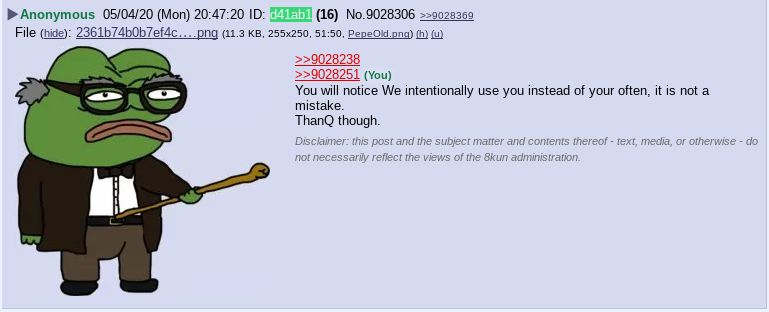 ▶Anonymous 05/04/20 (Mon) 20:47:20 ID: d41ab1 (16) No.9028306 >>9028369
File (hide): 2361b74b0b7ef4c….png (11.3 KB, 255x250, 51:50, PepeOld.png) (h) (u)
>>9028238
>>9028251 (You)
You will notice We intentionally use you instead of your often, it is not a
mistake.
ThanQ though.
Disclaimer: this post and the subject matter and contents thereof - text, media, or otherwise - do
not necessarily reflect the views of the 8kun administration.